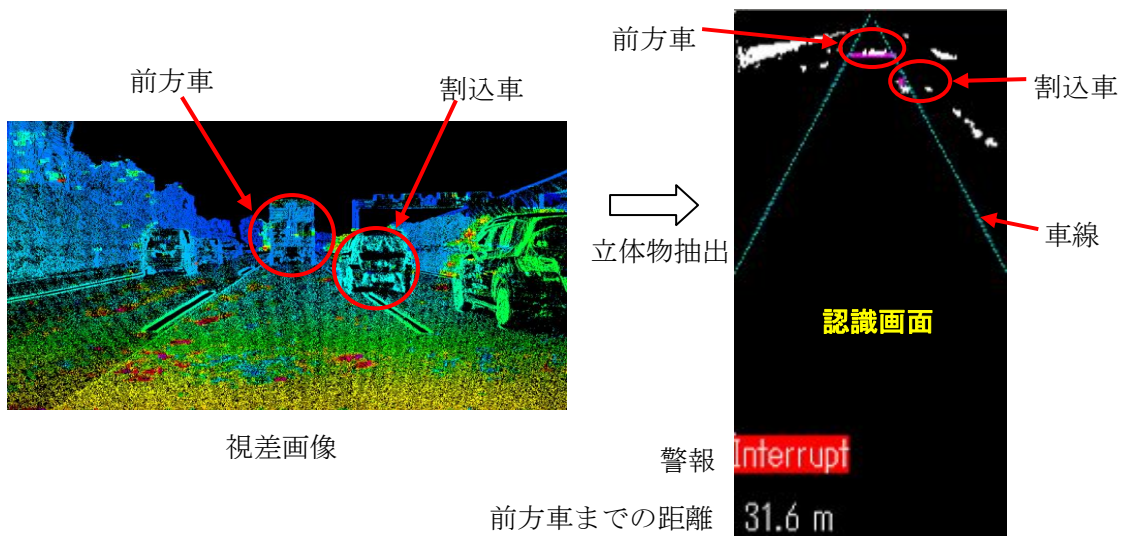 前方車
割込車
視差画像
立体物抽出
前方車
割込車
車線
認識画面
警報
Interrupt
前方車までの距離
31.6 m